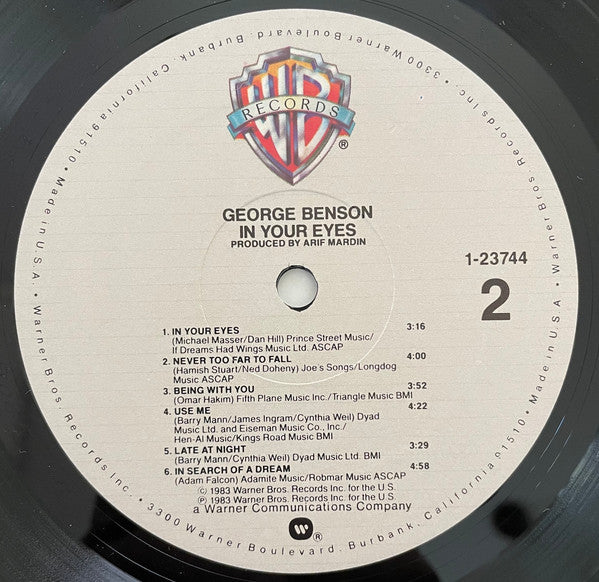 WB
RECORDS
®
GEORGE BENSON
IN YOUR EYES
PRODUCED BY ARIF MARDIN
1-23744
2
1. IN YOUR EYES 3:16
(Michael Masser/Dan Hill) Prince Street Music/
If Dreams Had Wings Music Ltd. ASCAP
2. NEVER TOO FAR TO FALL 4:00
(Hamish Stuart/Ned Doheny) Joe's Songs/Longdog
Music ASCAP
3. BEING WITH YOU 3:52
(Omar Hakim) Fifth Plane Music Inc./Triangle Music BMI
4. USE ME 4:22
(Barry Mann/James Ingram/Cynthia Weil) Dyad
Music Ltd. and Eiseman Music Co., Inc./
Hen-Al Music/Kings Road Music BMI
5. LATE AT NIGHT 3:29
(Barry Mann/Cynthia Weil) Dyad Music Ltd. BMI
6. IN SEARCH OF A DREAM 4:58
(Adam Falcon) Adamite Music/Robmar Music ASCAP
© 1983 Warner Bros. Records Inc. for the U.S.
℗ 1983 Warner Bros. Records Inc. for the U.S.
a Warner Communications Company
®
• Warner Bros. Records Inc. • 3300 Warner Boulevard. Burbank. California 91510 • Made in U.S.A. • Warner Bros. Records Inc. • 3300 Warner Boulevard. Burbank. California 91510 • Made in U.S.A.